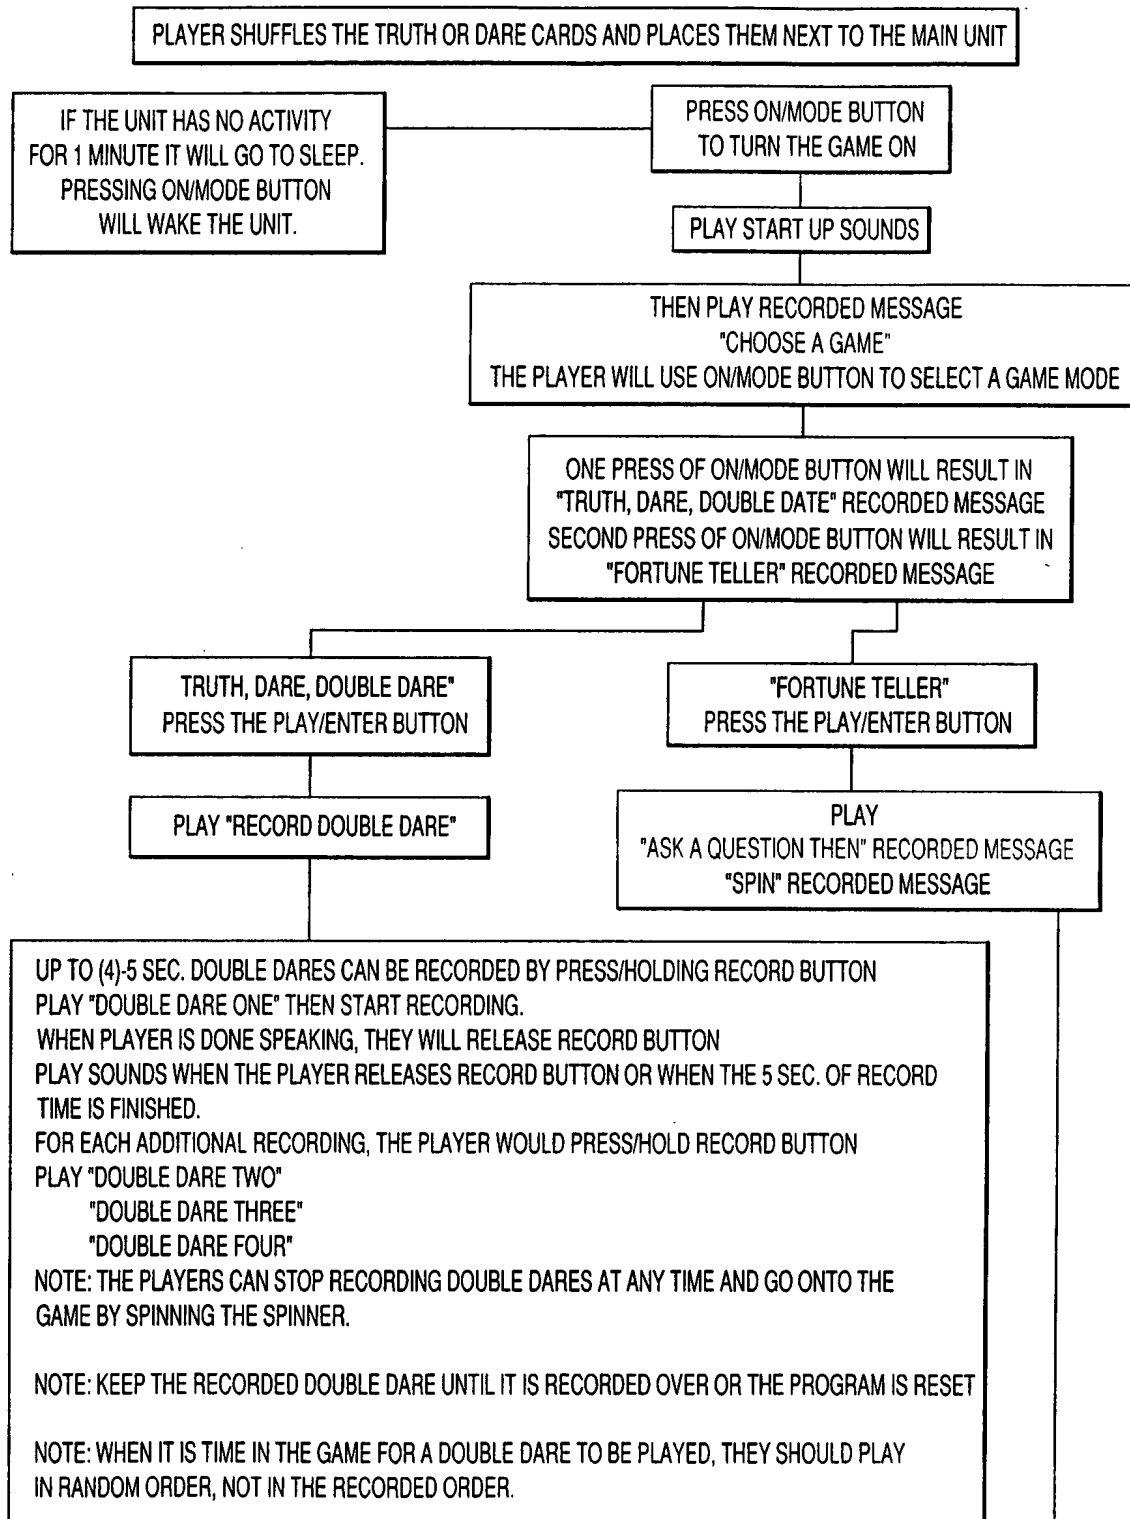 PLAYER SHUFFLES THE TRUTH OR DARE CARDS AND PLACES THEM NEXT TO THE MAIN UNIT
IF THE UNIT HAS NO ACTIVITY
FOR 1 MINUTE IT WILL GO TO SLEEP.
PRESSING ON/MODE BUTTON
WILL WAKE THE UNIT.
PRESS ON/MODE BUTTON
TO TURN THE GAME ON
PLAY START UP SOUNDS
THEN PLAY RECORDED MESSAGE
"CHOOSE A GAME"
THE PLAYER WILL USE ON/MODE BUTTON TO SELECT A GAME MODE
ONE PRESS OF ON/MODE BUTTON WILL RESULT IN
"TRUTH, DARE, DOUBLE DATE" RECORDED MESSAGE
SECOND PRESS OF ON/MODE BUTTON WILL RESULT IN
"FORTUNE TELLER" RECORDED MESSAGE
TRUTH, DARE, DOUBLE DARE"
PRESS THE PLAY/ENTER BUTTON
"FORTUNE TELLER"
PRESS THE PLAY/ENTER BUTTON
PLAY "RECORD DOUBLE DARE"
PLAY
"ASK A QUESTION THEN" RECORDED MESSAGE
"SPIN" RECORDED MESSAGE
UP TO (4)-5 SEC. DOUBLE DARES CAN BE RECORDED BY PRESS/HOLDING RECORD BUTTON
PLAY "DOUBLE DARE ONE" THEN START RECORDING.
WHEN PLAYER IS DONE SPEAKING, THEY WILL RELEASE RECORD BUTTON
PLAY SOUNDS WHEN THE PLAYER RELEASES RECORD BUTTON OR WHEN THE 5 SEC. OF RECORD
TIME IS FINISHED.
FOR EACH ADDITIONAL RECORDING, THE PLAYER WOULD PRESS/HOLD RECORD BUTTON
PLAY "DOUBLE DARE TWO"
"DOUBLE DARE THREE"
"DOUBLE DARE FOUR"
NOTE: THE PLAYERS CAN STOP RECORDING DOUBLE DARES AT ANY TIME AND GO ONTO THE
GAME BY SPINNING THE SPINNER.
NOTE: KEEP THE RECORDED DOUBLE DARE UNTIL IT IS RECORDED OVER OR THE PROGRAM IS RESET
NOTE: WHEN IT IS TIME IN THE GAME FOR A DOUBLE DARE TO BE PLAYED, THEY SHOULD PLAY
IN RANDOM ORDER, NOT IN THE RECORDED ORDER.